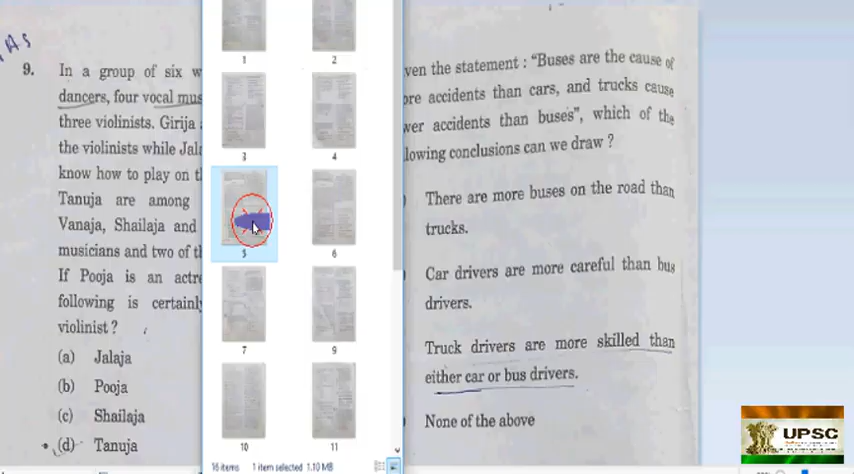 AS
9.
In a group of six w
dancers, four vocal mus
three violinists. Girija
the violinists while Jal
know how to play on t
Tanuja are among
Vanaja, Shailaja and
musicians and two of t
If Pooja is an actre
following is certainly
violinist ?
(a) Jalaja
(b) Pooja
(c) Shailaja
(d) Tanuja
1
2
3
4
5
6
7
9
10
11
16 items 1 item selected 1.10 MB
ven the statement : "Buses are the cause of
ore accidents than cars, and trucks cause
wer accidents than buses", which of the
lowing conclusions can we draw ?
There are more buses on the road than
trucks.
Car drivers are more careful than bus
drivers.
Truck drivers are more skilled than
either car or bus drivers.
None of the above
UPSC